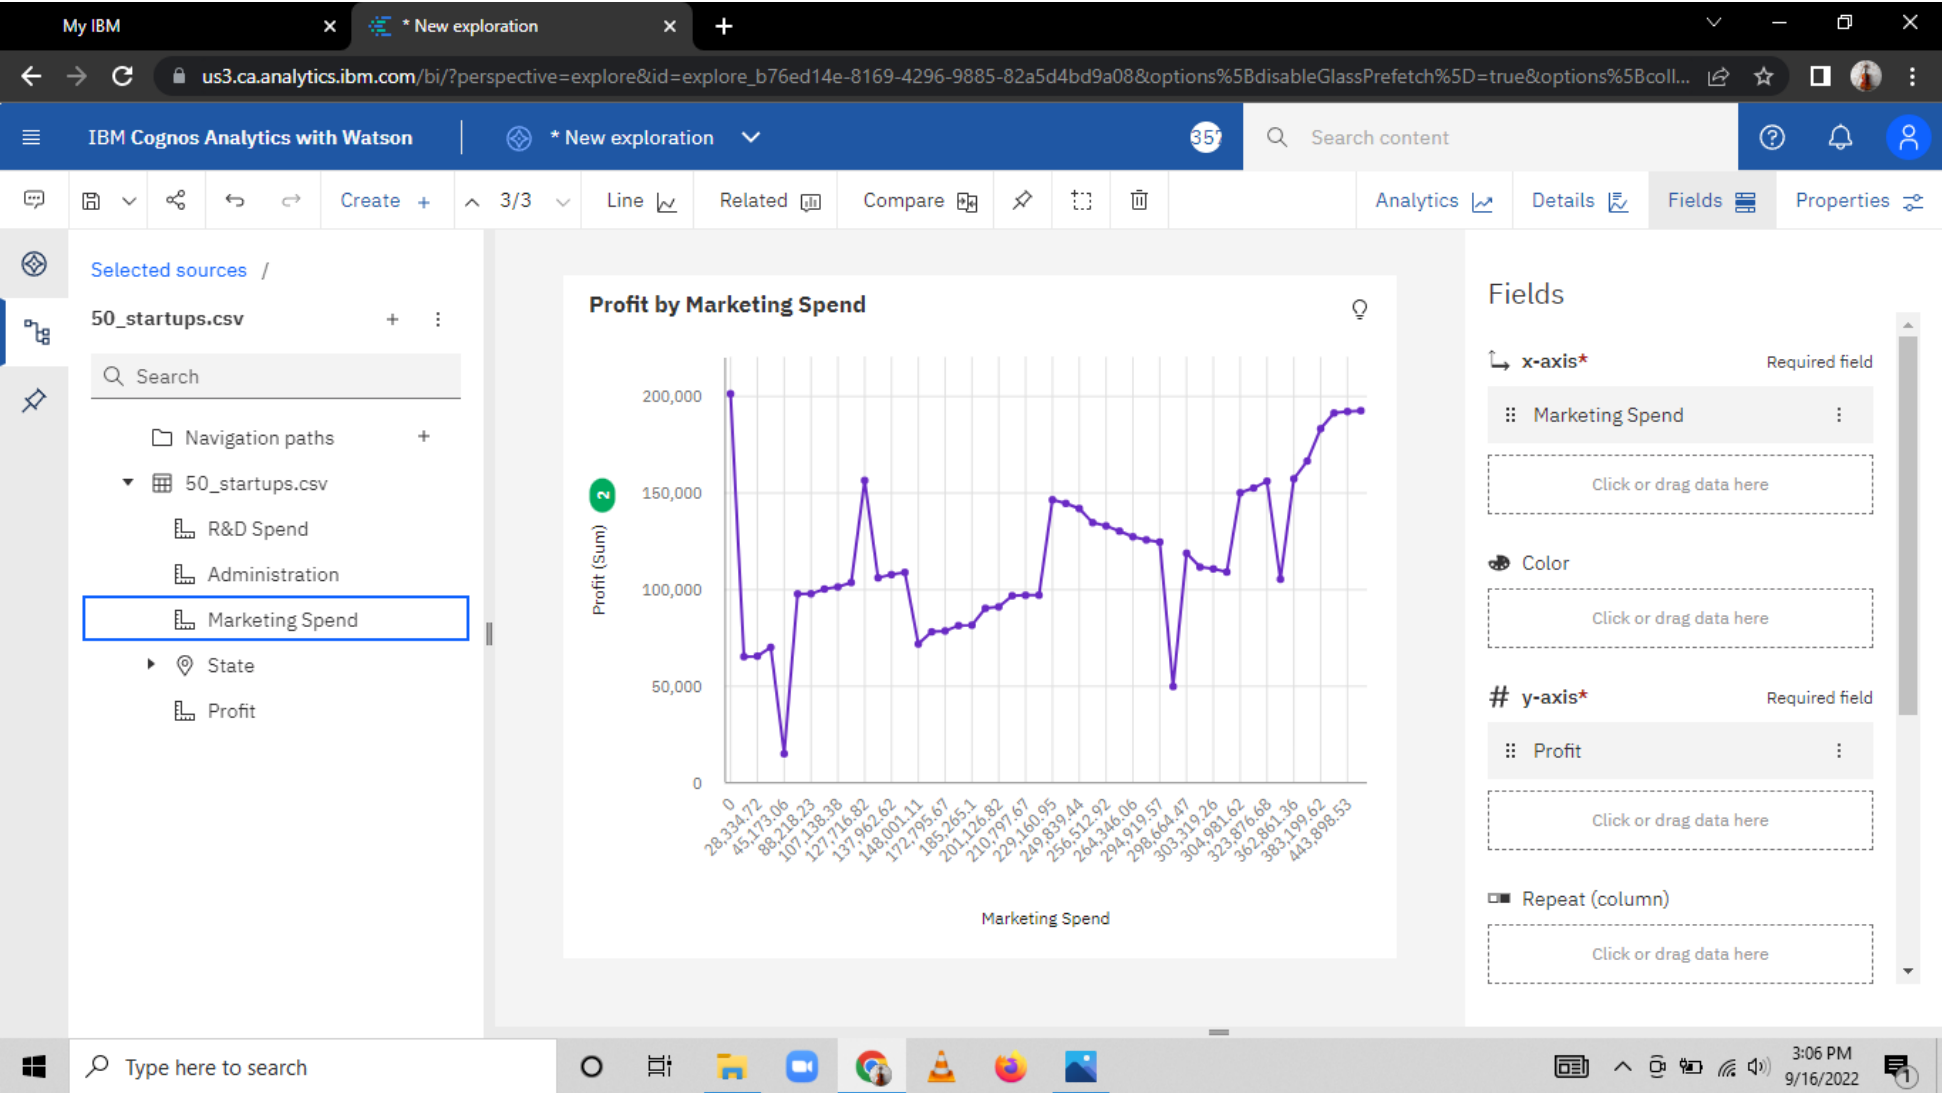 My IBM
* New exploration
us3.ca.analytics.ibm.com/bi/?perspective=explore&id=explore_b76ed14e-8169-4296-9885-82a5d4bd9a08&options%5BdisableGlassPrefetch%5D=true&options%5Bcoll...
IBM Cognos Analytics with Watson
* New exploration
Search content
Create
3/3
Line
Related
Compare
Analytics
Details
Fields
Properties
Selected sources /
50_startups.csv
Search
Navigation paths
50_startups.csv
R&D Spend
Administration
Marketing Spend
State
Profit
Profit by Marketing Spend
200,000
150,000
100,000
50,000
0
2
Profit (Sum)
0
28,334.72
45,173.06
88,218.23
107,138.38
127,716.82
137,962.62
148,001.11
172,795.67
185,265.1
201,126.82
210,797.67
229,160.95
249,839.44
256,512.92
264,346.06
294,919.57
298,664.47
303,319.26
304,981.62
323,876.68
362,861.36
383,199.62
443,898.53
Marketing Spend
Fields
x-axis*
Required field
Marketing Spend
Click or drag data here
Color
Click or drag data here
y-axis*
Required field
Profit
Click or drag data here
Repeat (column)
Click or drag data here
Type here to search
3:06 PM
9/16/2022
1